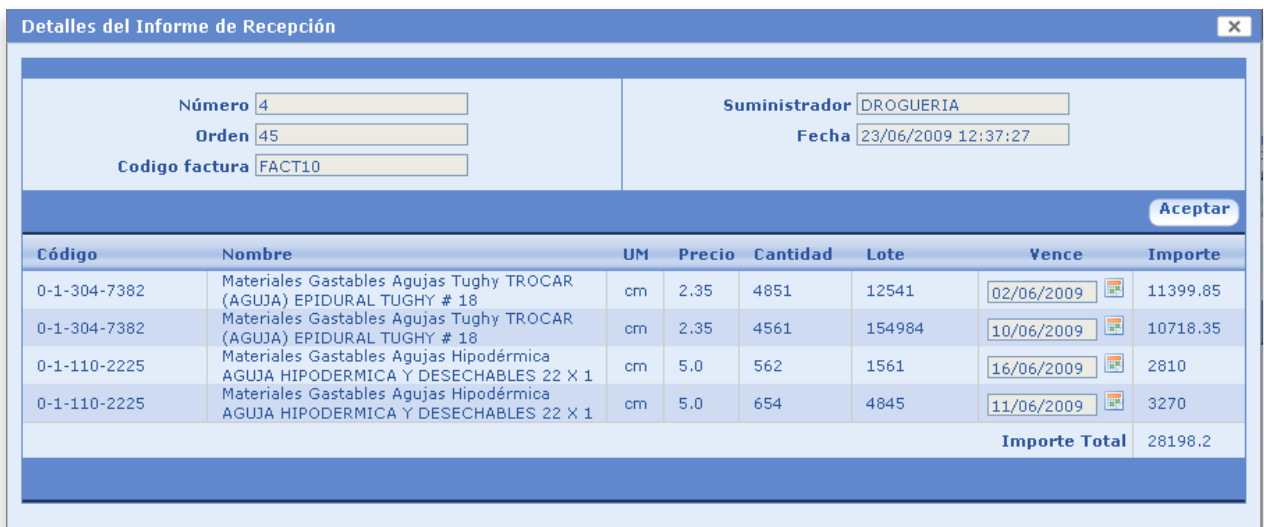 Detalles del Informe de Recepción
Número 4
Suministrador DROGUERIA
Orden 45
Fecha 23/06/2009 12:37:27
Codigo factura FACT10
Aceptar
Código Nombre UM Precio Cantidad Lote Vence Importe
Materiales Gastables Agujas Tughy TROCAR
0-1-304-7382 (AGUJA) EPIDURAL TUGHY # 18 cm 2.35 4851 12541 02/06/2009 11399.85
Materiales Gastables Agujas Tughy TROCAR
0-1-304-7382 (AGUJA) EPIDURAL TUGHY # 18 cm 2.35 4561 154984 10/06/2009 10718.35
Materiales Gastables Agujas Hipodérmica
0-1-110-2225 AGUJA HIPODERMICA Y DESECHABLES 22 X 1 cm 5.0 562 1561 16/06/2009 2810
Materiales Gastables Agujas Hipodérmica
0-1-110-2225 AGUJA HIPODERMICA Y DESECHABLES 22 X 1 cm 5.0 654 4845 11/06/2009 3270
Importe Total 28198.2